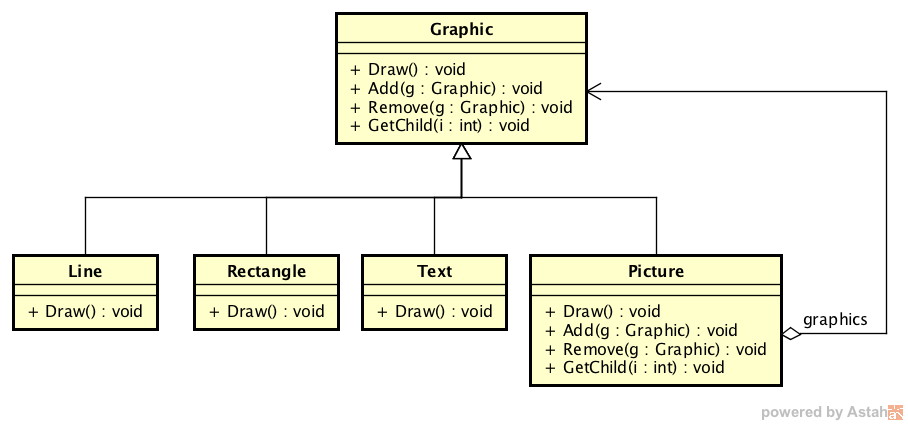 Graphic
+ Draw() : void
+ Add(g : Graphic) : void
+ Remove(g : Graphic) : void
+ GetChild(i : int) : void
Line
+ Draw() : void
Rectangle
+ Draw() : void
Text
+ Draw() : void
Picture
+ Draw() : void
+ Add(g : Graphic) : void
+ Remove(g : Graphic) : void
+ GetChild(i : int) : void
graphics
powered by Astah